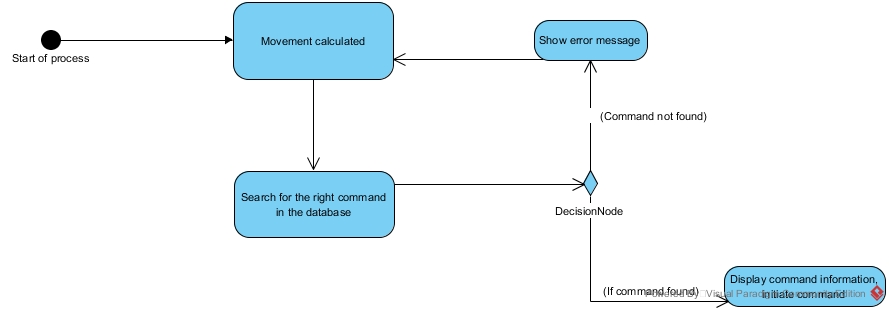 Movement calculated
Show error message
Start of process
(Command not found)
Search for the right command
in the database
DecisionNode
Display command information,
(If command found)
initiate command
Powered By Visual Paradigm Community Edition